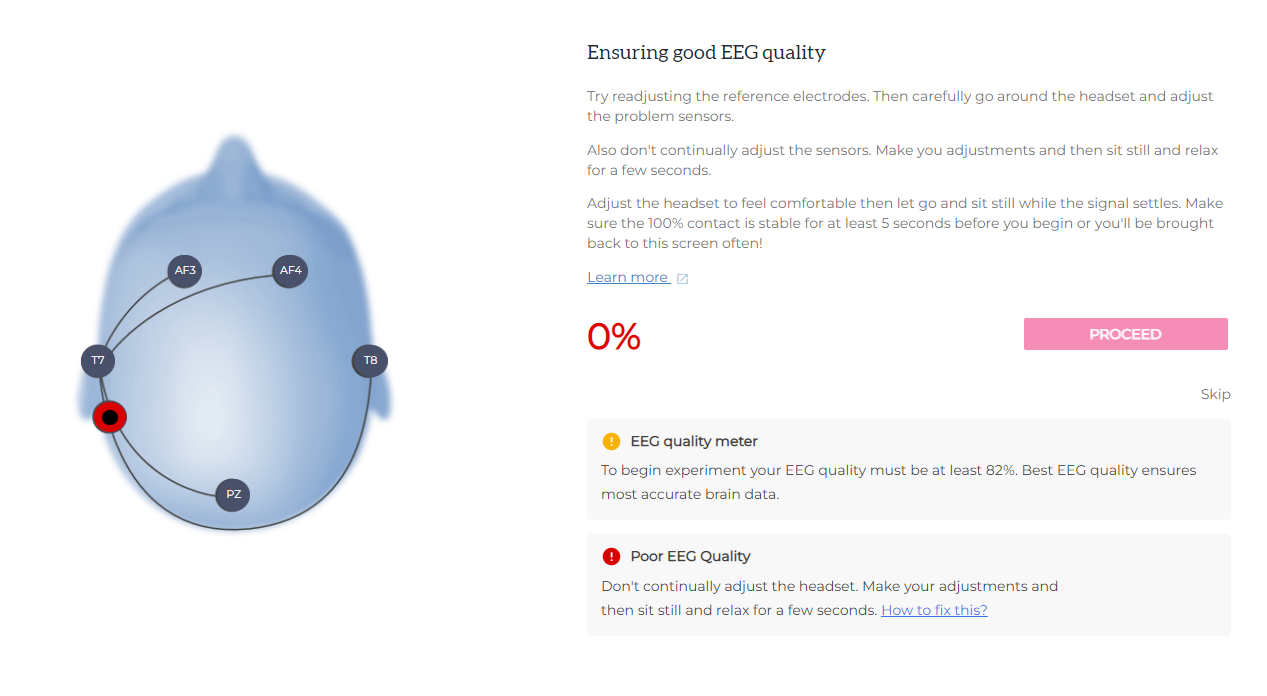 Ensuring good EEG quality
Try readjusting the reference electrodes. Then carefully go around the headset and adjust
the problem sensors.
Also don't continually adjust the sensors. Make you adjustments and then sit still and relax
for a few seconds.
Adjust the headset to feel comfortable then let go and sit still while the signal settles. Make
sure the 100% contact is stable for at least 5 seconds before you begin or you'll be brought
back to this screen often!
Learn more
AF3
AF4
T7
T8
PZ
0%
PROCEED
Skip
EEG quality meter
To begin experiment your EEG quality must be at least 82%. Best EEG quality ensures
most accurate brain data.
Poor EEG Quality
Don't continually adjust the headset. Make your adjustments and
then sit still and relax for a few seconds. How to fix this?